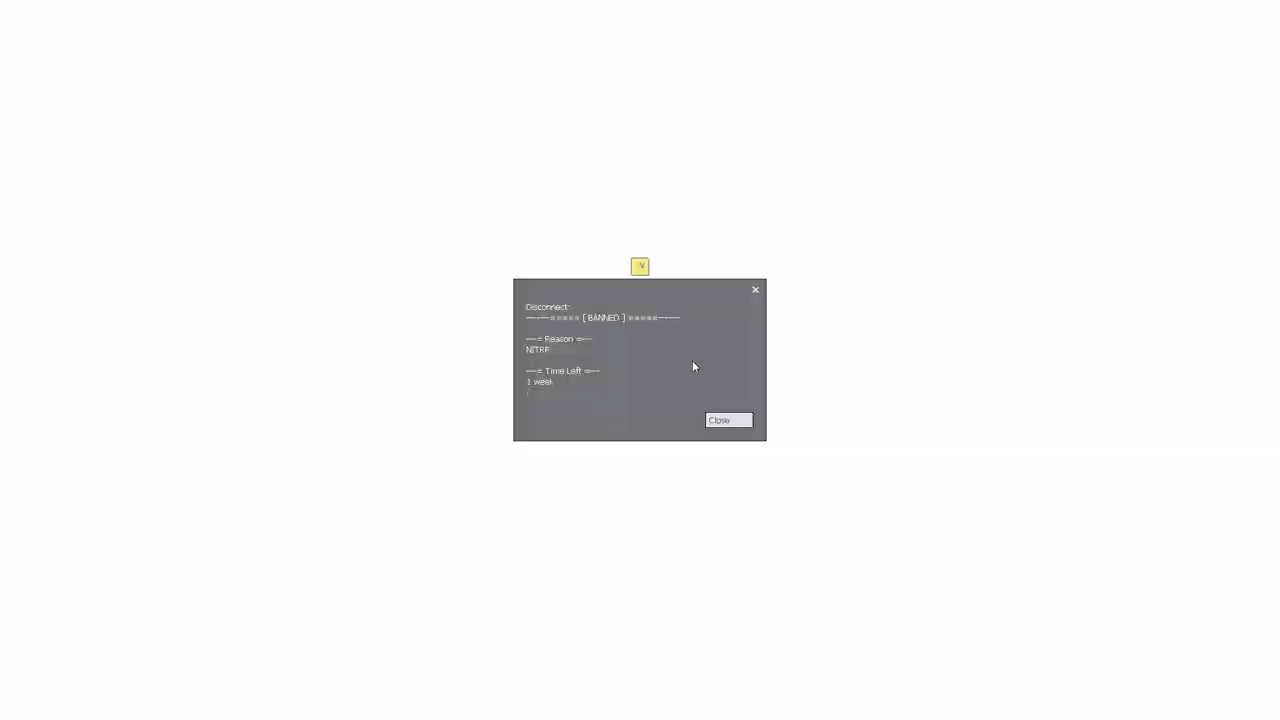 V
Disconnect:
------===== [ BANNED ] =====------
---= Reason =---
NITRP
---= Time Left =---
1 week
Close